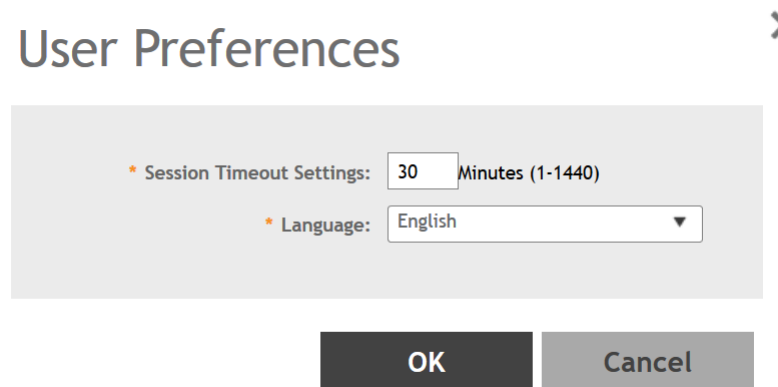 User Preferences
* Session Timeout Settings: 30 Minutes (1-1440)
* Language: English
OK Cancel